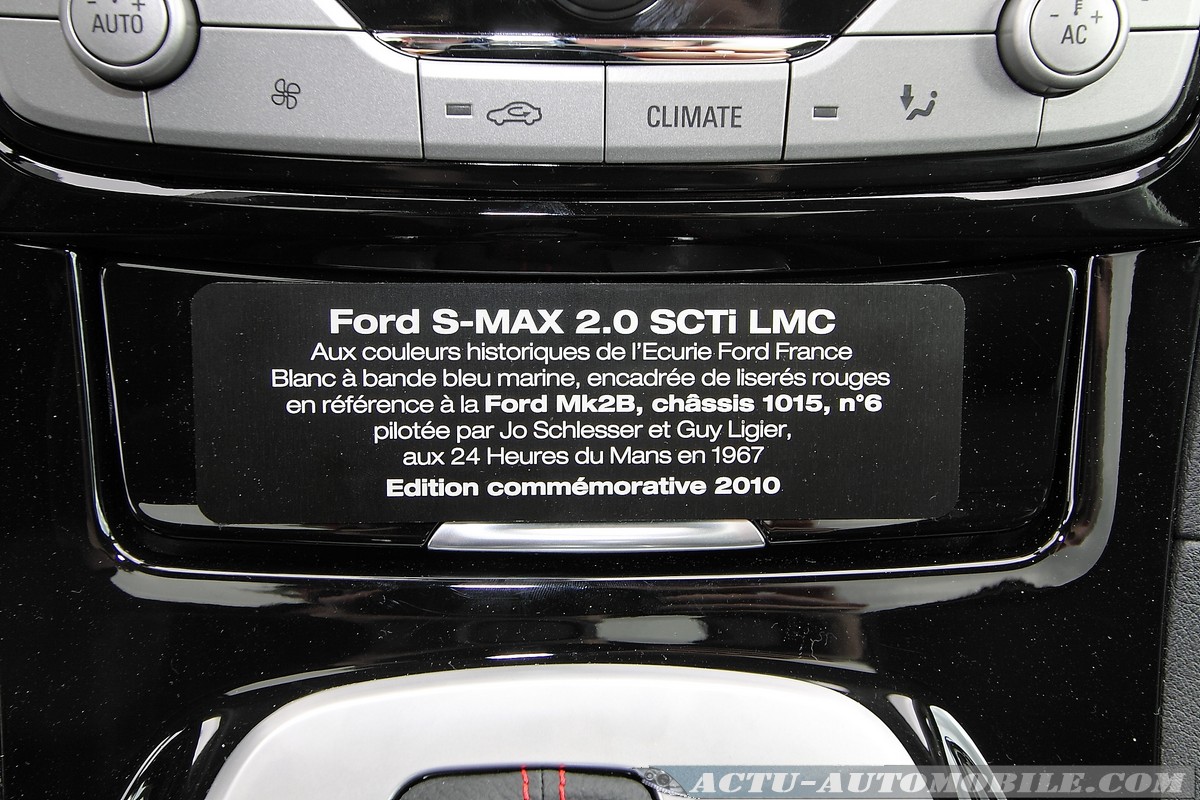 - +
AUTO
- +
AC
CLIMATE
Ford S-MAX 2.0 SCTi LMC
Aux couleurs historiques de l'Ecurie Ford France
Blanc à bande bleu marine, encadrée de liserés rouges
en référence à la Ford Mk2B, châssis 1015, n°6
pilotée par Jo Schlesser et Guy Ligier,
aux 24 Heures du Mans en 1967
Edition commémorative 2010
ACTU-AUTOMOBILE.COM